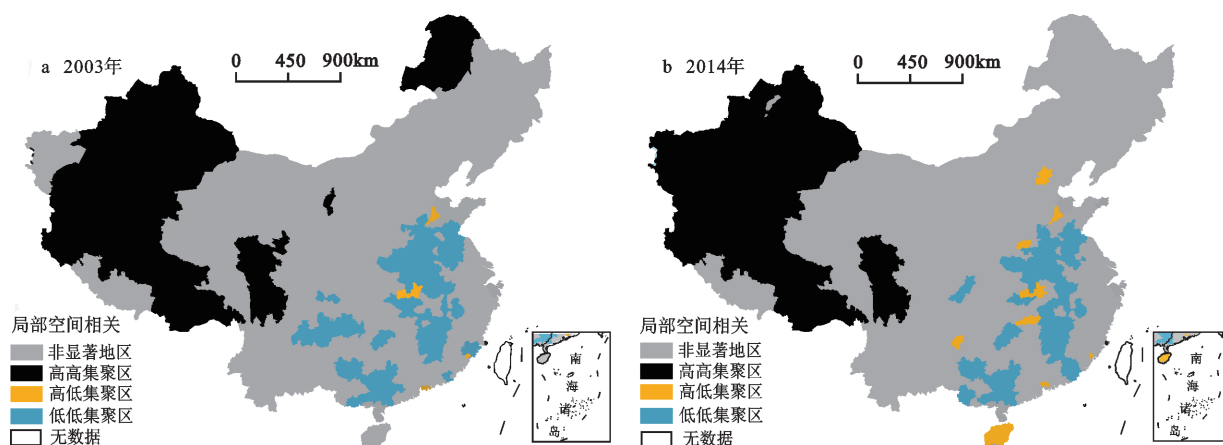 a 2003年
0 450 900km
局部空间相关
非显著地区
高高集聚区
高低集聚区
低低集聚区
无数据
南
海
诸
岛
b 2014年
0 450 900km
局部空间相关
非显著地区
高高集聚区
高低集聚区
低低集聚区
无数据
南
海
诸
岛